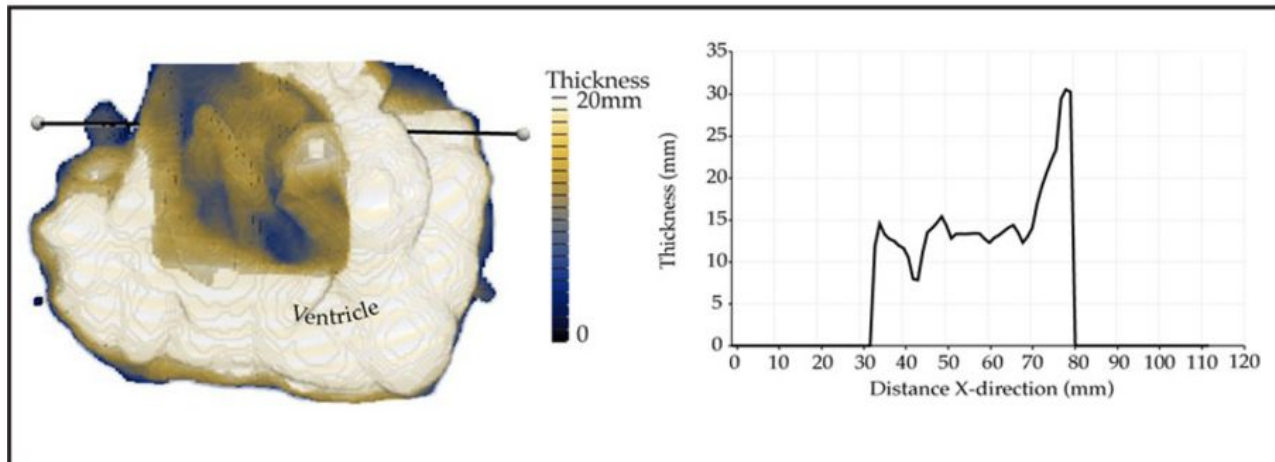 Thickness
20mm
0
Ventricle
35
30
25
20
15
10
5
0
Thickness (mm)
0 10 20 30 40 50 60 70 80 90 100 110 120
Distance X-direction (mm)